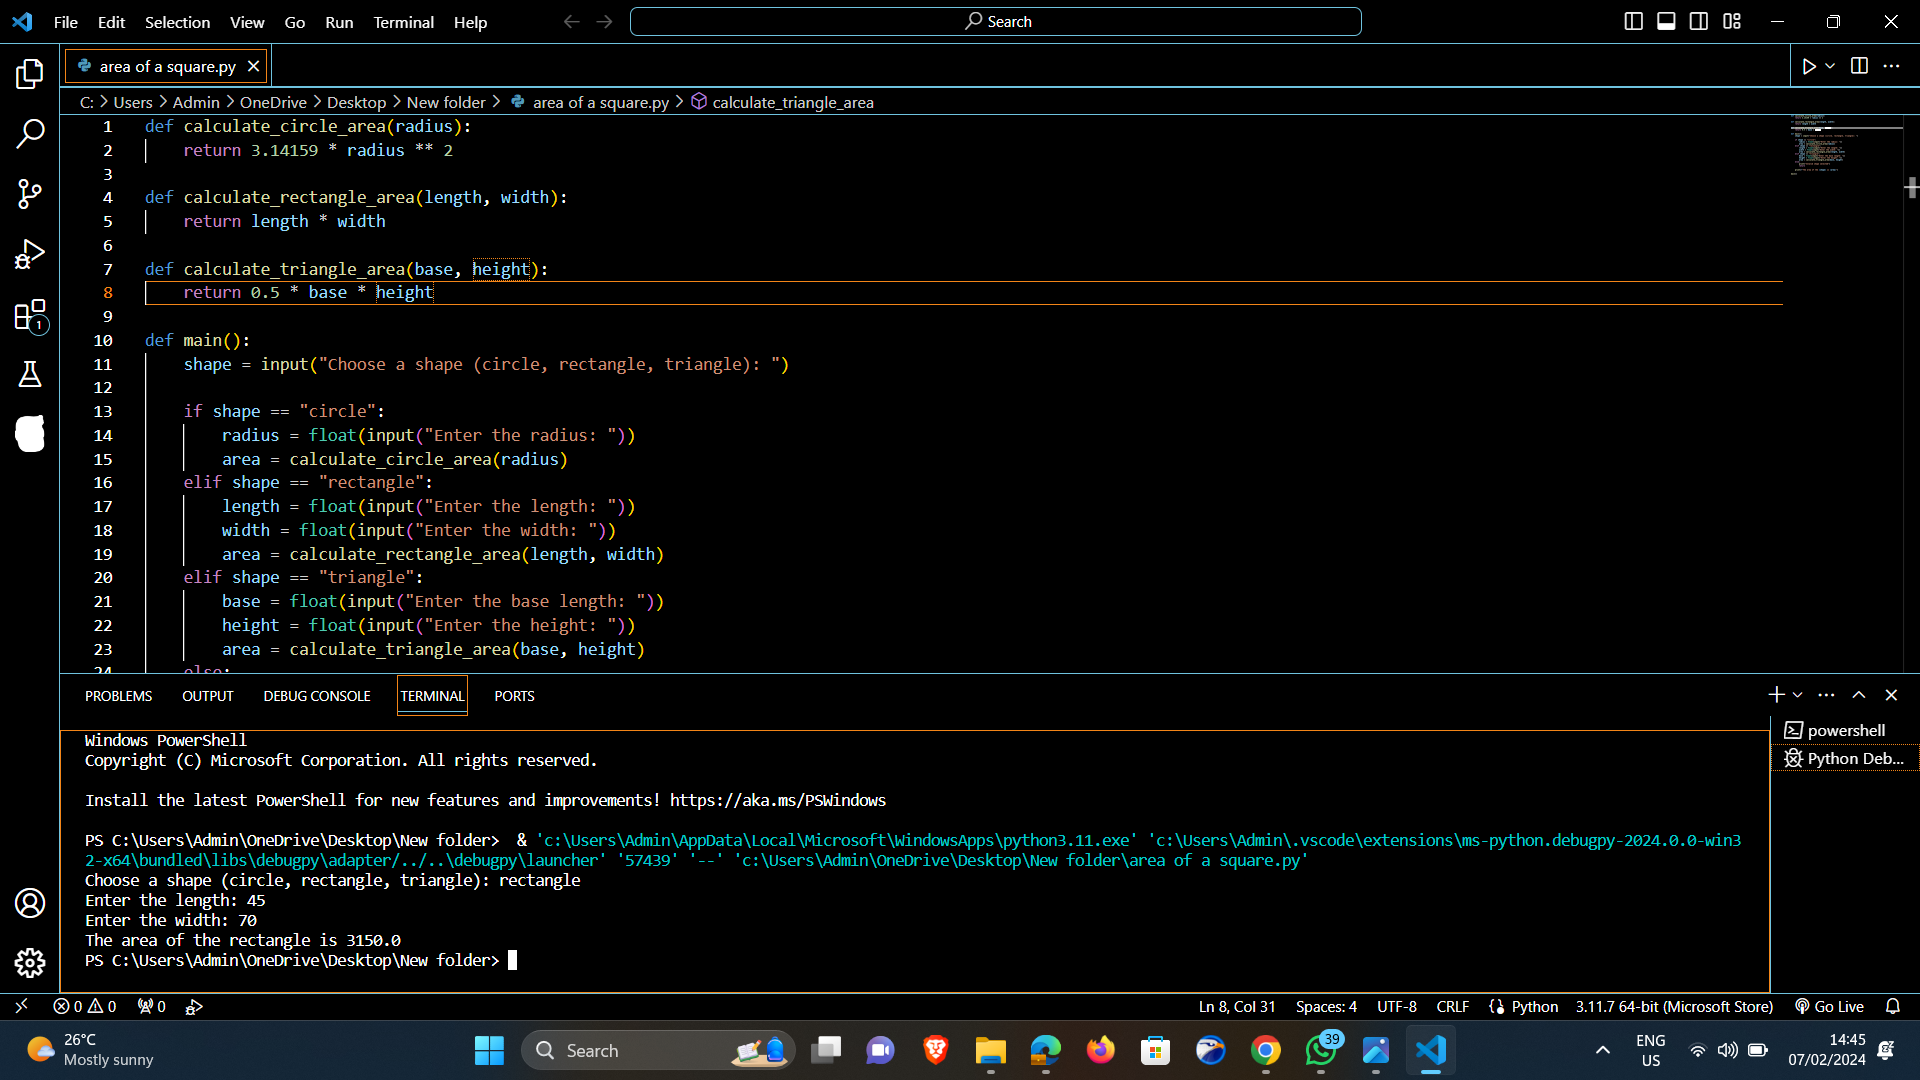 File Edit Selection View Go Run Terminal Help
Search
area of a square.py
C: > Users > Admin > OneDrive > Desktop > New folder > area of a square.py > calculate_triangle_area
1 def calculate_circle_area(radius):
2 return 3.14159 * radius ** 2
3
4 def calculate_rectangle_area(length, width):
5 return length * width
6
7 def calculate_triangle_area(base, height):
8 return 0.5 * base * height
9
10 def main():
11 shape = input("Choose a shape (circle, rectangle, triangle): ")
12
13 if shape == "circle":
14 radius = float(input("Enter the radius: "))
15 area = calculate_circle_area(radius)
16 elif shape == "rectangle":
17 length = float(input("Enter the length: "))
18 width = float(input("Enter the width: "))
19 area = calculate_rectangle_area(length, width)
20 elif shape == "triangle":
21 base = float(input("Enter the base length: "))
22 height = float(input("Enter the height: "))
23 area = calculate_triangle_area(base, height)
24 else:
PROBLEMS OUTPUT DEBUG CONSOLE TERMINAL PORTS
powershell
Python Deb...
Windows PowerShell
Copyright (C) Microsoft Corporation. All rights reserved.
Install the latest PowerShell for new features and improvements! https://aka.ms/PSWindows
PS C:\Users\Admin\OneDrive\Desktop\New folder>  & 'c:\Users\Admin\AppData\Local\Microsoft\WindowsApps\python3.11.exe' 'c:\Users\Admin\.vscode\extensions\ms-python.debugpy-2024.0.0-win3
2-x64\bundled\libs\debugpy\adapter/../..\debugpy\launcher' '57439' '--' 'c:\Users\Admin\OneDrive\Desktop\New folder\area of a square.py'
Choose a shape (circle, rectangle, triangle): rectangle
Enter the length: 45
Enter the width: 70
The area of the rectangle is 3150.0
PS C:\Users\Admin\OneDrive\Desktop\New folder>
1
0 0 0
Ln 8, Col 31 Spaces: 4 UTF-8 CRLF {} Python 3.11.7 64-bit (Microsoft Store) Go Live
26°C
Mostly sunny
Search
39
ENG
US
14:45
07/02/2024